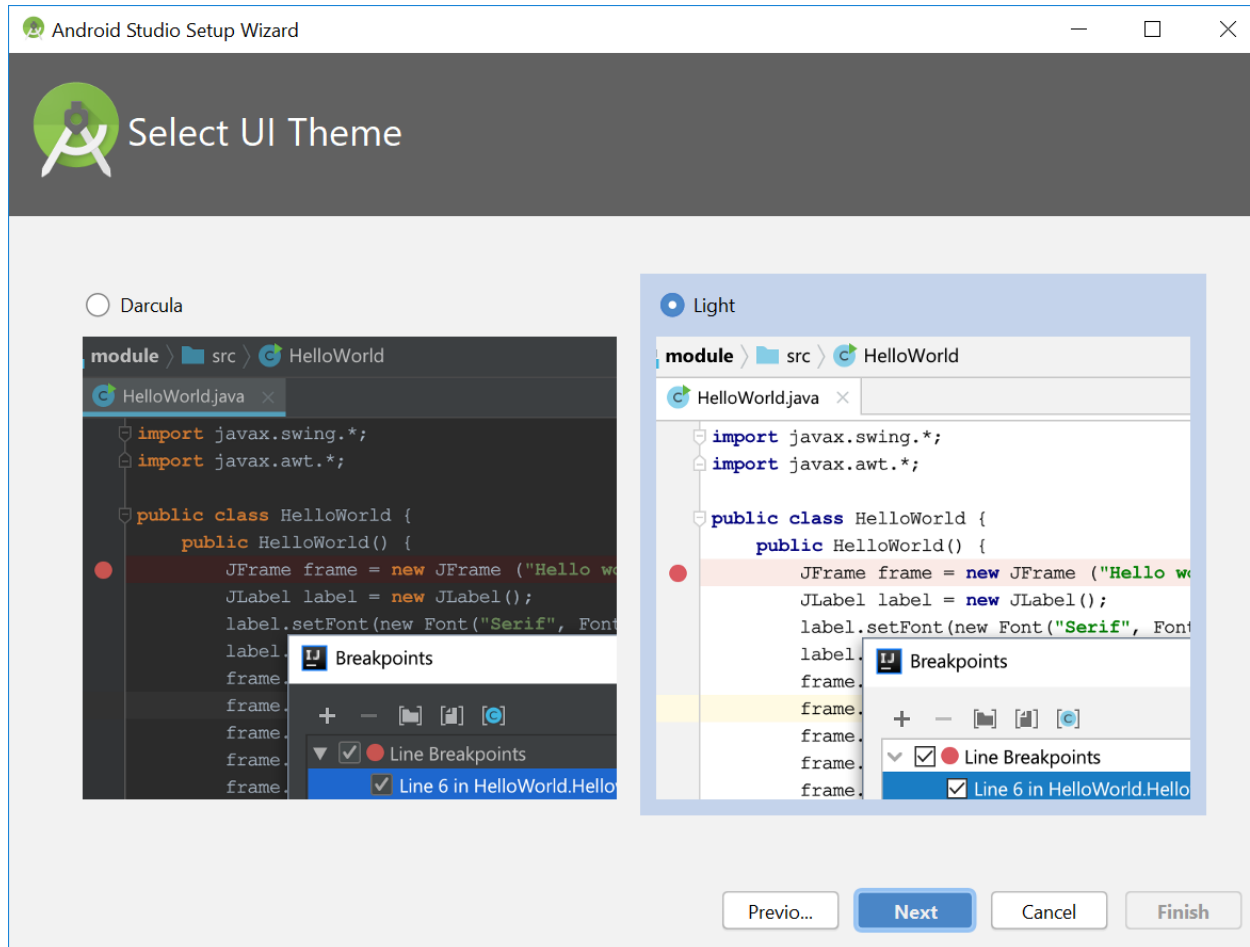 Android Studio Setup Wizard
Select UI Theme
Darcula
module src HelloWorld
HelloWorld.java
import javax.swing.*;
import javax.awt.*;
public class HelloWorld {
public HelloWorld() {
JFrame frame = new JFrame ("Hello wo
JLabel label = new JLabel();
label.setFont(new Font("Serif", Font
label.
frame.
frame.
frame.
frame.
frame.
IJ Breakpoints
Line Breakpoints
Line 6 in HelloWorld.Hello
Light
module src HelloWorld
HelloWorld.java
import javax.swing.*;
import javax.awt.*;
public class HelloWorld {
public HelloWorld() {
JFrame frame = new JFrame ("Hello wo
JLabel label = new JLabel();
label.setFont(new Font("Serif", Font
label.
frame.
frame.
frame.
frame.
frame.
IJ Breakpoints
Line Breakpoints
Line 6 in HelloWorld.Hello
Previo... Next Cancel Finish